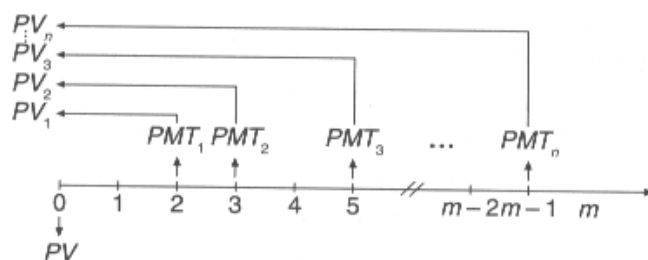 PVₙ
PV₃
PV₂
PV₁
PMT₁ PMT₂ PMT₃ ... PMTₙ
0 1 2 3 4 5 m – 2 m – 1 m
PV